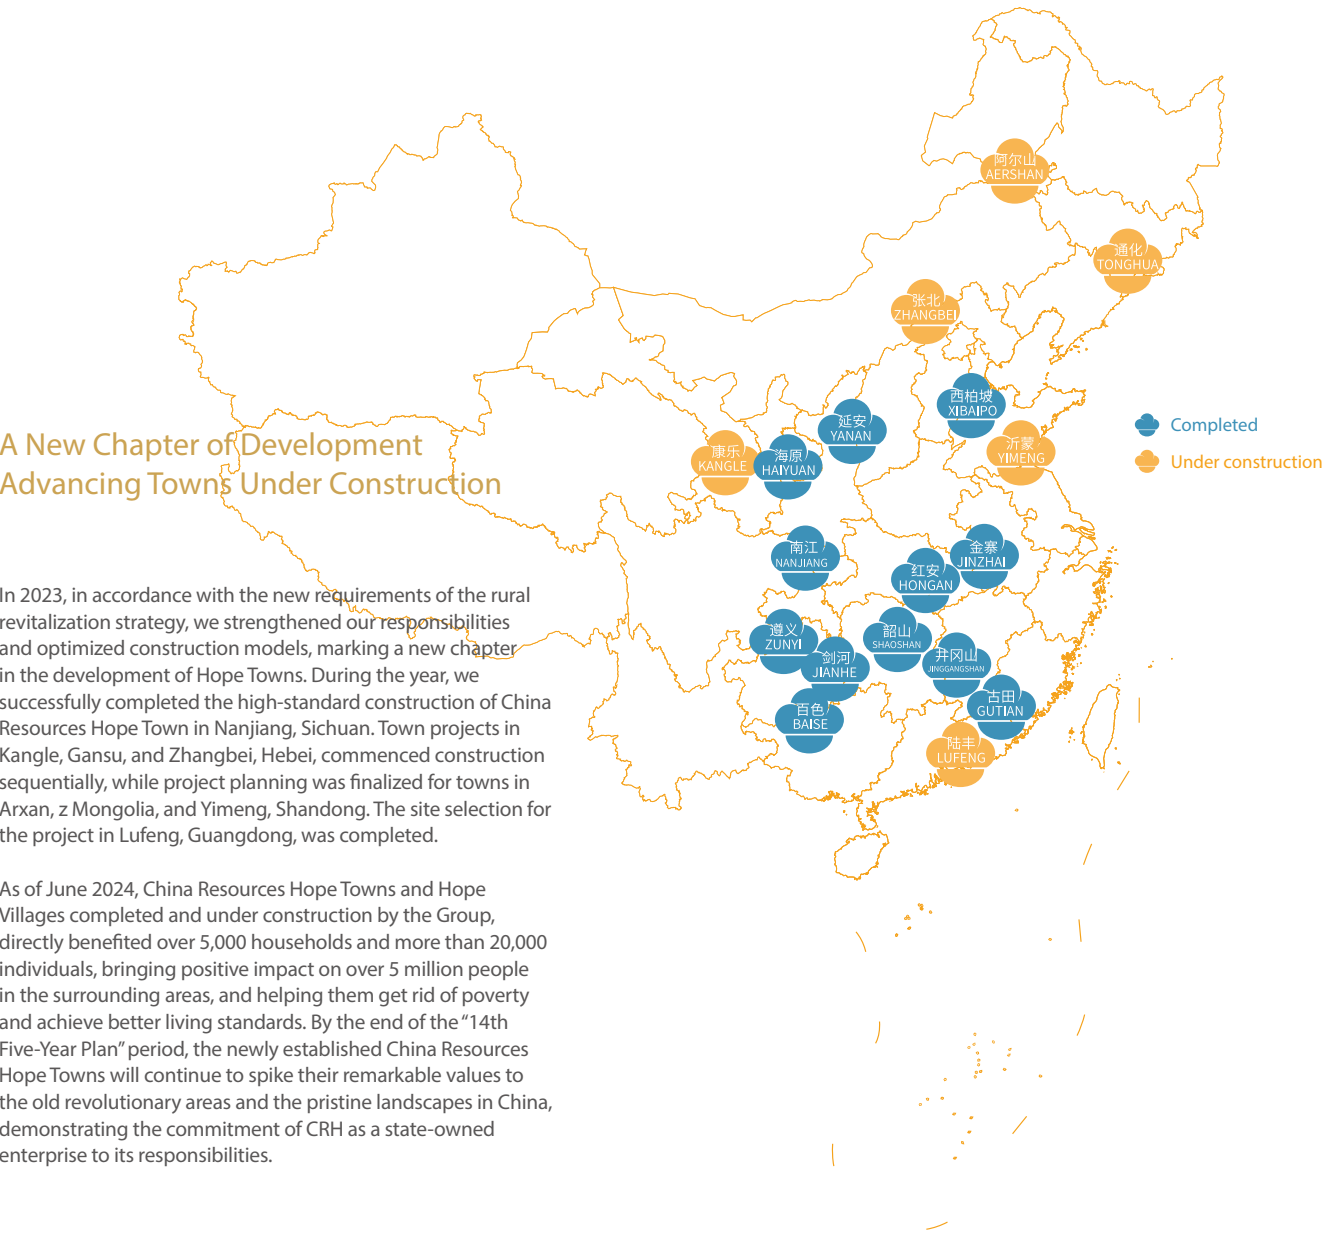 A New Chapter of Development
Advancing Towns Under Construction
In 2023, in accordance with the new requirements of the rural
revitalization strategy, we strengthened our responsibilities
and optimized construction models, marking a new chapter
in the development of Hope Towns. During the year, we
successfully completed the high-standard construction of China
Resources Hope Town in Nanjiang, Sichuan. Town projects in
Kangle, Gansu, and Zhangbei, Hebei, commenced construction
sequentially, while project planning was finalized for towns in
Arxan, z Mongolia, and Yimeng, Shandong. The site selection for
the project in Lufeng, Guangdong, was completed.
As of June 2024, China Resources Hope Towns and Hope
Villages completed and under construction by the Group,
directly benefited over 5,000 households and more than 20,000
individuals, bringing positive impact on over 5 million people
in the surrounding areas, and helping them get rid of poverty
and achieve better living standards. By the end of the “14th
Five-Year Plan” period, the newly established China Resources
Hope Towns will continue to spike their remarkable values to
the old revolutionary areas and the pristine landscapes in China,
demonstrating the commitment of CRH as a state-owned
enterprise to its responsibilities.
阿尔山
AERSHAN
通化
TONGHUA
张北
ZHANGBEI
西柏坡
XIBAIPO
延安
YANAN
沂蒙
YIMENG
康乐
KANGLE
海原
HAIYUAN
南江
NANJIANG
金寨
JINZHAI
红安
HONGAN
遵义
ZUNYI
韶山
SHAOSHAN
剑河
JIANHE
井冈山
JINGGANGSHAN
古田
GUTIAN
百色
BAISE
陆丰
LUFENG
Completed
Under construction